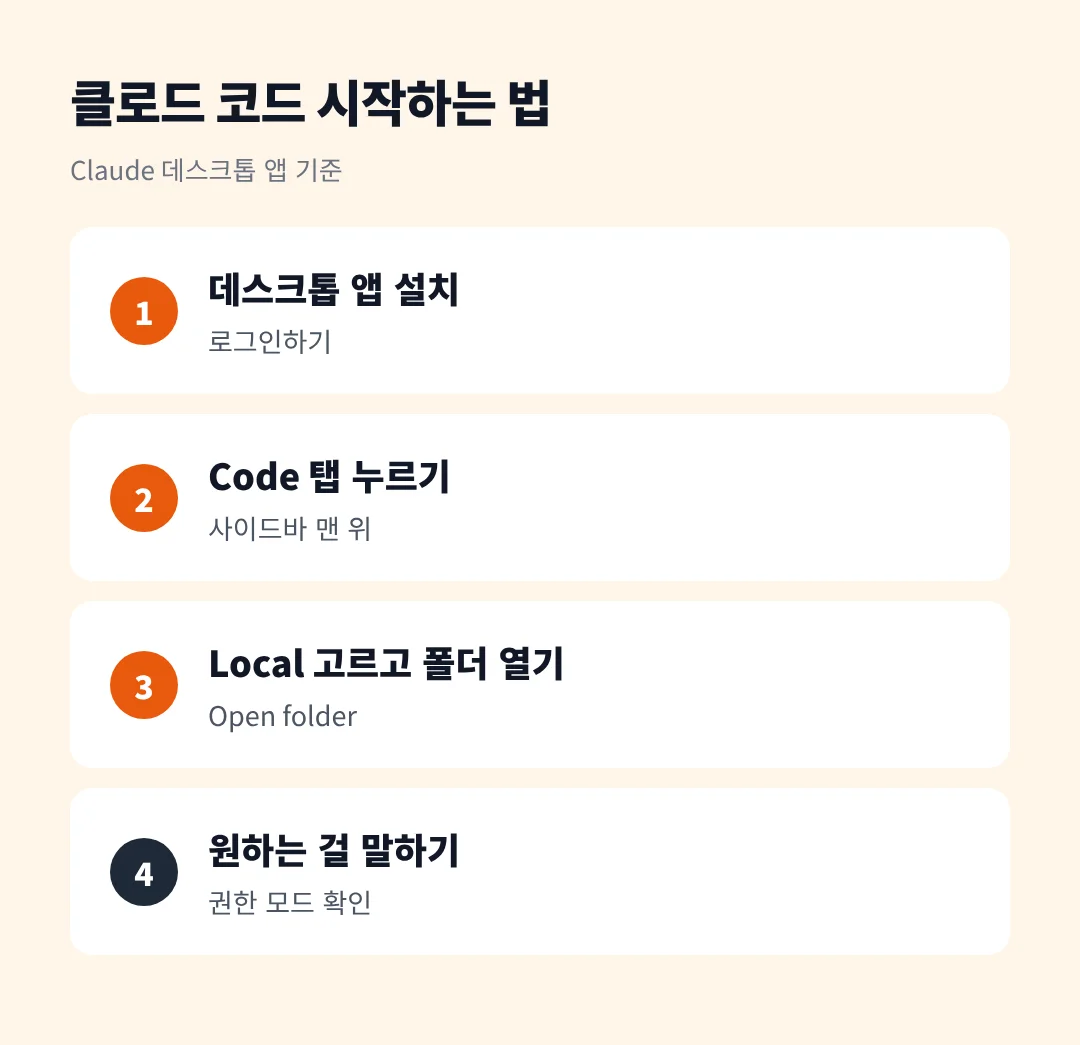 클로드 코드 시작하는 법
Claude 데스크톱 앱 기준
1
데스크톱 앱 설치
로그인하기
2
Code 탭 누르기
사이드바 맨 위
3
Local 고르고 폴더 열기
Open folder
4
원하는 걸 말하기
권한 모드 확인